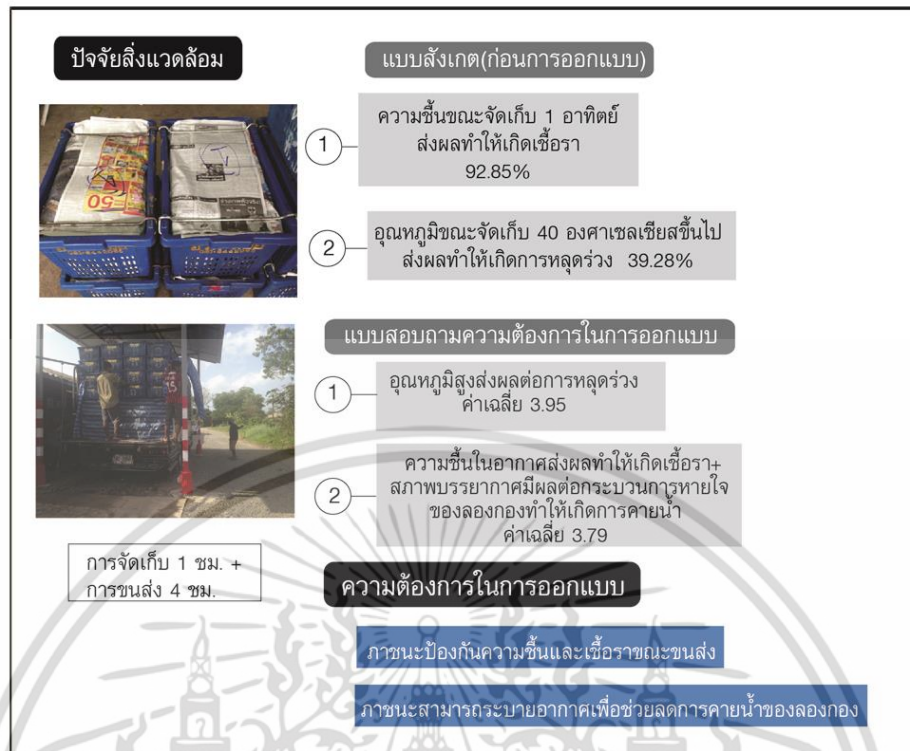 ปัจจัยสิ่งแวดล้อม
แบบสังเกต(ก่อนการออกแบบ)
1
ความชื้นขณะจัดเก็บ 1 อาทิตย์
ส่งผลทำให้เกิดเชื้อรา
92.85%
2
อุณหภูมิขณะจัดเก็บ 40 องศาเซลเซียสขึ้นไป
ส่งผลทำให้เกิดการหลุดร่วง 39.28%
แบบสอบถามความต้องการในการออกแบบ
1
อุณหภูมิสูงส่งผลต่อการหลุดร่วง
ค่าเฉลี่ย 3.95
2
ความชื้นในอากาศส่งผลทำให้เกิดเชื้อรา+
สภาพบรรยากาศมีผลต่อกระบวนการหายใจ
ของลองกองทำให้เกิดการคายน้ำ
ค่าเฉลี่ย 3.79
การจัดเก็บ 1 ชม. +
การขนส่ง 4 ชม.
ความต้องการในการออกแบบ
ภาชนะป้องกันความชื้นและเชื้อราขณะขนส่ง
ภาชนะสามารถระบายอากาศเพื่อช่วยลดการคายน้ำของลองกอง